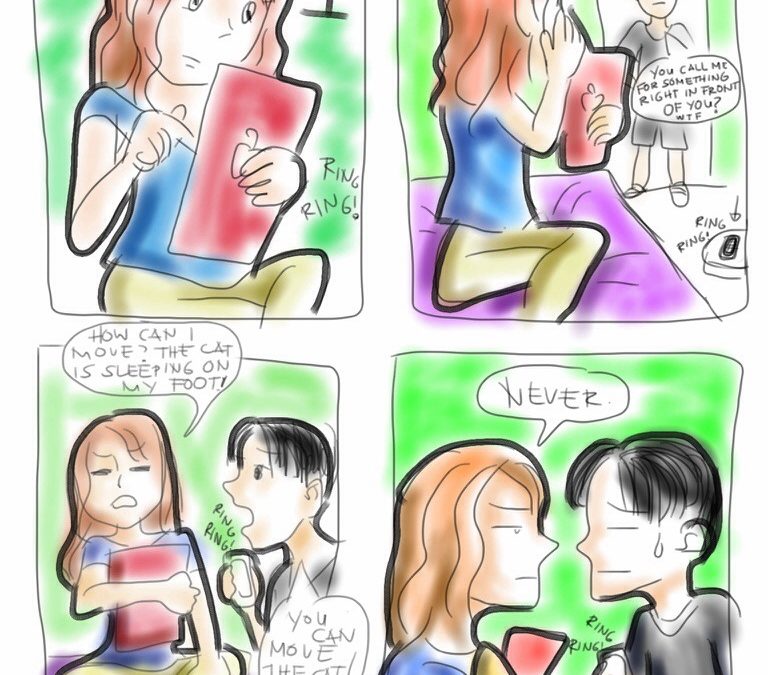 RING
RING!
YOU CALL ME
FOR SOMETHING
RIGHT IN FRONT
OF YOU?
WTF
RING
RING!
HOW CAN I
MOVE? THE CAT
IS SLEEPING ON
MY FOOT!
RING
RING!
YOU
CAN
MOVE
THE CAT!
NEVER.
RING
RING!